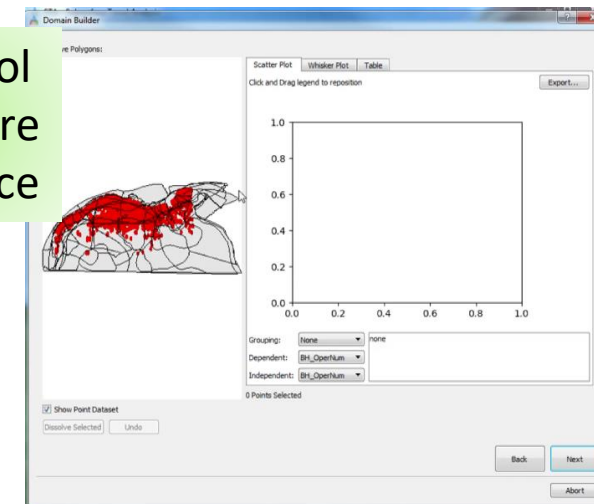 ol
re
ce
Domain Builder
ve Polygons:
Scatter Plot Whisker Plot Table
Click and Drag legend to reposition
Export...
1.0
0.8
0.6
0.4
0.2
0.0
0.0 0.2 0.4 0.6 0.8 1.0
Grouping: None none
Dependent: BH_OperNum
Independent: BH_OperNum
0 Points Selected
Show Point Dataset
Dissolve Selected Undo
Back Next
Abort